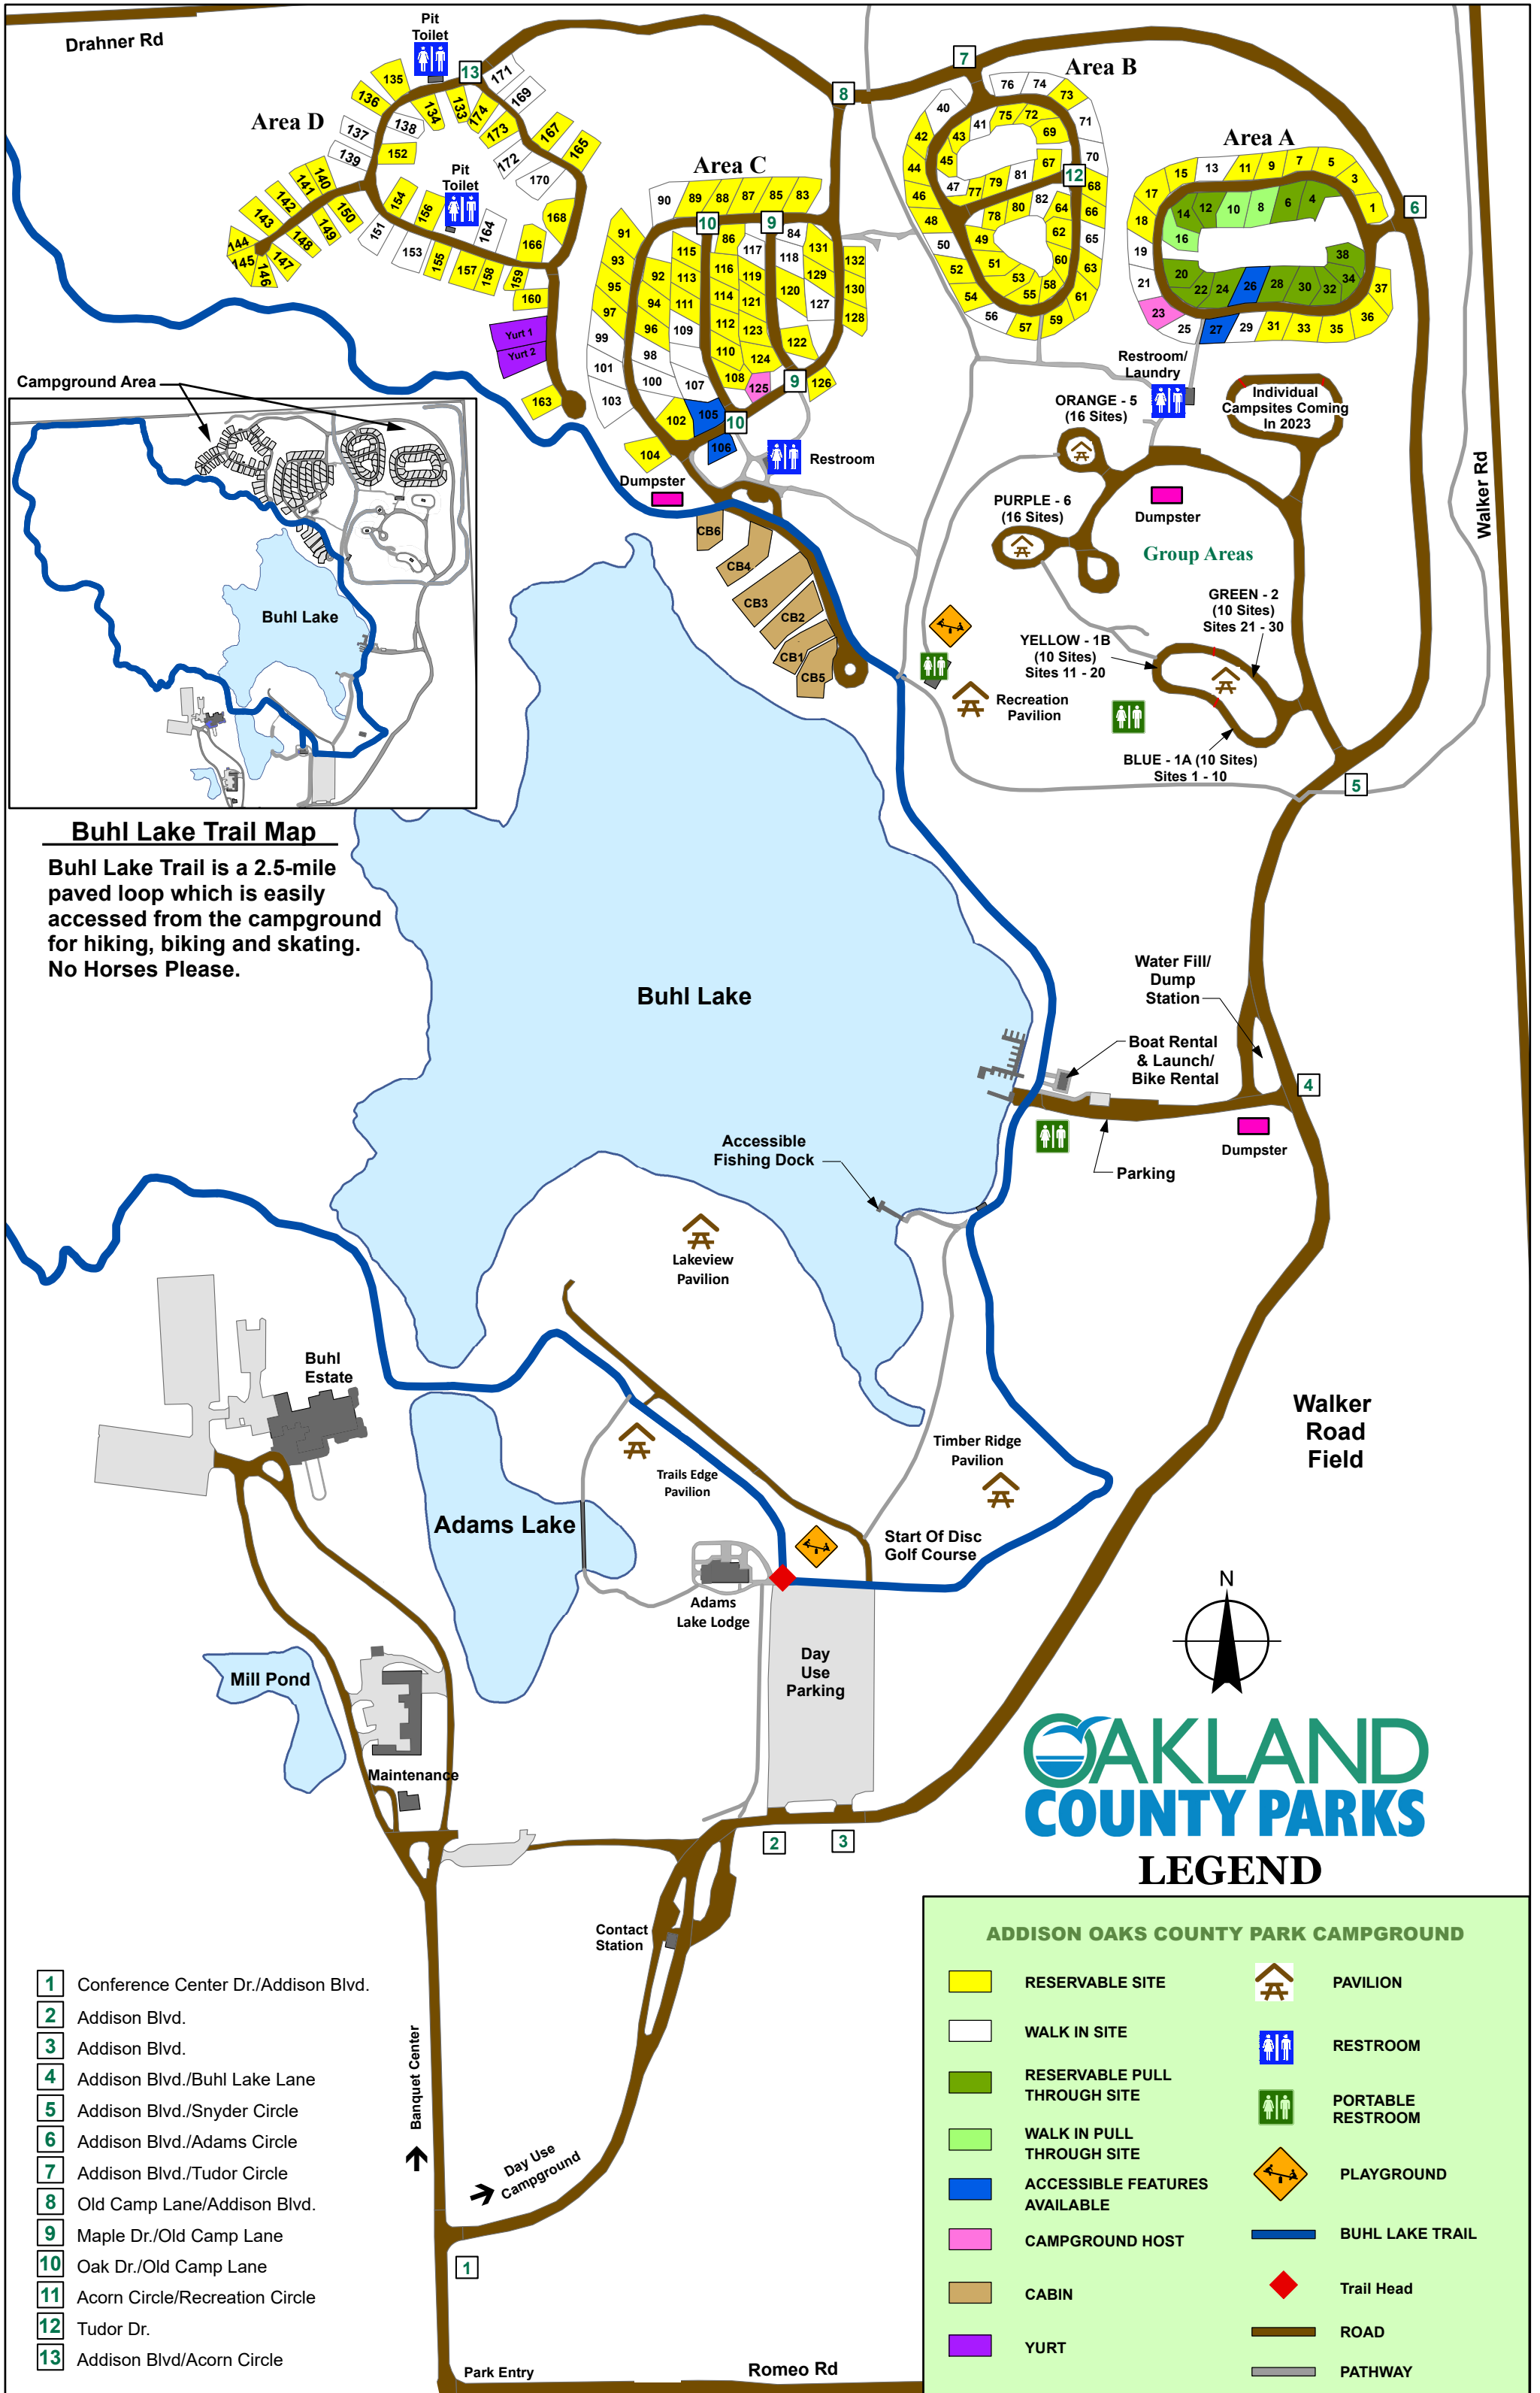 Drahner Rd
Pit
Toilet
13
7
8
Area D
Area C
Area B
Area A
6
135
136
137
138
139
134
133
174
173
171
169
172
167
165
170
168
166
152
154
156
164
140
141
142
143
144
145
146
147
148
149
150
151
153
155
157
158
159
160
163
Pit
Toilet
Yurt 1
Yurt 2
90
89
88
87
85
83
10
9
91
93
95
97
99
101
103
92
94
96
98
100
102
104
115
113
111
109
107
105
106
86
116
114
112
110
108
117
119
121
123
124
125
84
118
120
122
131
129
127
126
132
130
128
9
10
Restroom
Dumpster
40
42
44
46
48
50
52
54
56
57
59
61
63
65
66
68
70
71
73
74
76
41
43
45
47
75
72
69
67
81
79
77
78
80
82
64
62
60
58
55
53
51
49
12
17
15
13
11
9
7
5
3
1
18
19
21
23
25
27
29
31
33
35
36
37
14
12
10
8
6
4
16
20
22
24
26
28
30
32
34
38
Restroom/
Laundry
Individual
Campsites Coming
In 2023
ORANGE - 5
(16 Sites)
PURPLE - 6
(16 Sites)
Dumpster
Group Areas
GREEN - 2
(10 Sites)
Sites 21 - 30
YELLOW - 1B
(10 Sites)
Sites 11 - 20
BLUE - 1A (10 Sites)
Sites 1 - 10
5
Walker Rd
Recreation
Pavilion
CB6
CB4
CB3
CB2
CB1
CB5
Campground Area
Buhl Lake
Buhl Lake Trail Map
Buhl Lake Trail is a 2.5-mile
paved loop which is easily
accessed from the campground
for hiking, biking and skating.
No Horses Please.
Buhl Lake
Water Fill/
Dump
Station
Boat Rental
& Launch/
Bike Rental
4
Dumpster
Parking
Accessible
Fishing Dock
Lakeview
Pavilion
Buhl
Estate
Walker
Road
Field
Timber Ridge
Pavilion
Trails Edge
Pavilion
Adams Lake
Start Of Disc
Golf Course
Adams
Lake Lodge
Day
Use
Parking
N
Mill Pond
Maintenance
2
3
OAKLAND
COUNTY PARKS
LEGEND
Contact
Station
Banquet Center
Day Use
Campground
1
Park Entry
Romeo Rd
1 Conference Center Dr./Addison Blvd.
2 Addison Blvd.
3 Addison Blvd.
4 Addison Blvd./Buhl Lake Lane
5 Addison Blvd./Snyder Circle
6 Addison Blvd./Adams Circle
7 Addison Blvd./Tudor Circle
8 Old Camp Lane/Addison Blvd.
9 Maple Dr./Old Camp Lane
10 Oak Dr./Old Camp Lane
11 Acorn Circle/Recreation Circle
12 Tudor Dr.
13 Addison Blvd/Acorn Circle
ADDISON OAKS COUNTY PARK CAMPGROUND
RESERVABLE SITE
WALK IN SITE
RESERVABLE PULL
THROUGH SITE
WALK IN PULL
THROUGH SITE
ACCESSIBLE FEATURES
AVAILABLE
CAMPGROUND HOST
CABIN
YURT
PAVILION
RESTROOM
PORTABLE
RESTROOM
PLAYGROUND
BUHL LAKE TRAIL
Trail Head
ROAD
PATHWAY